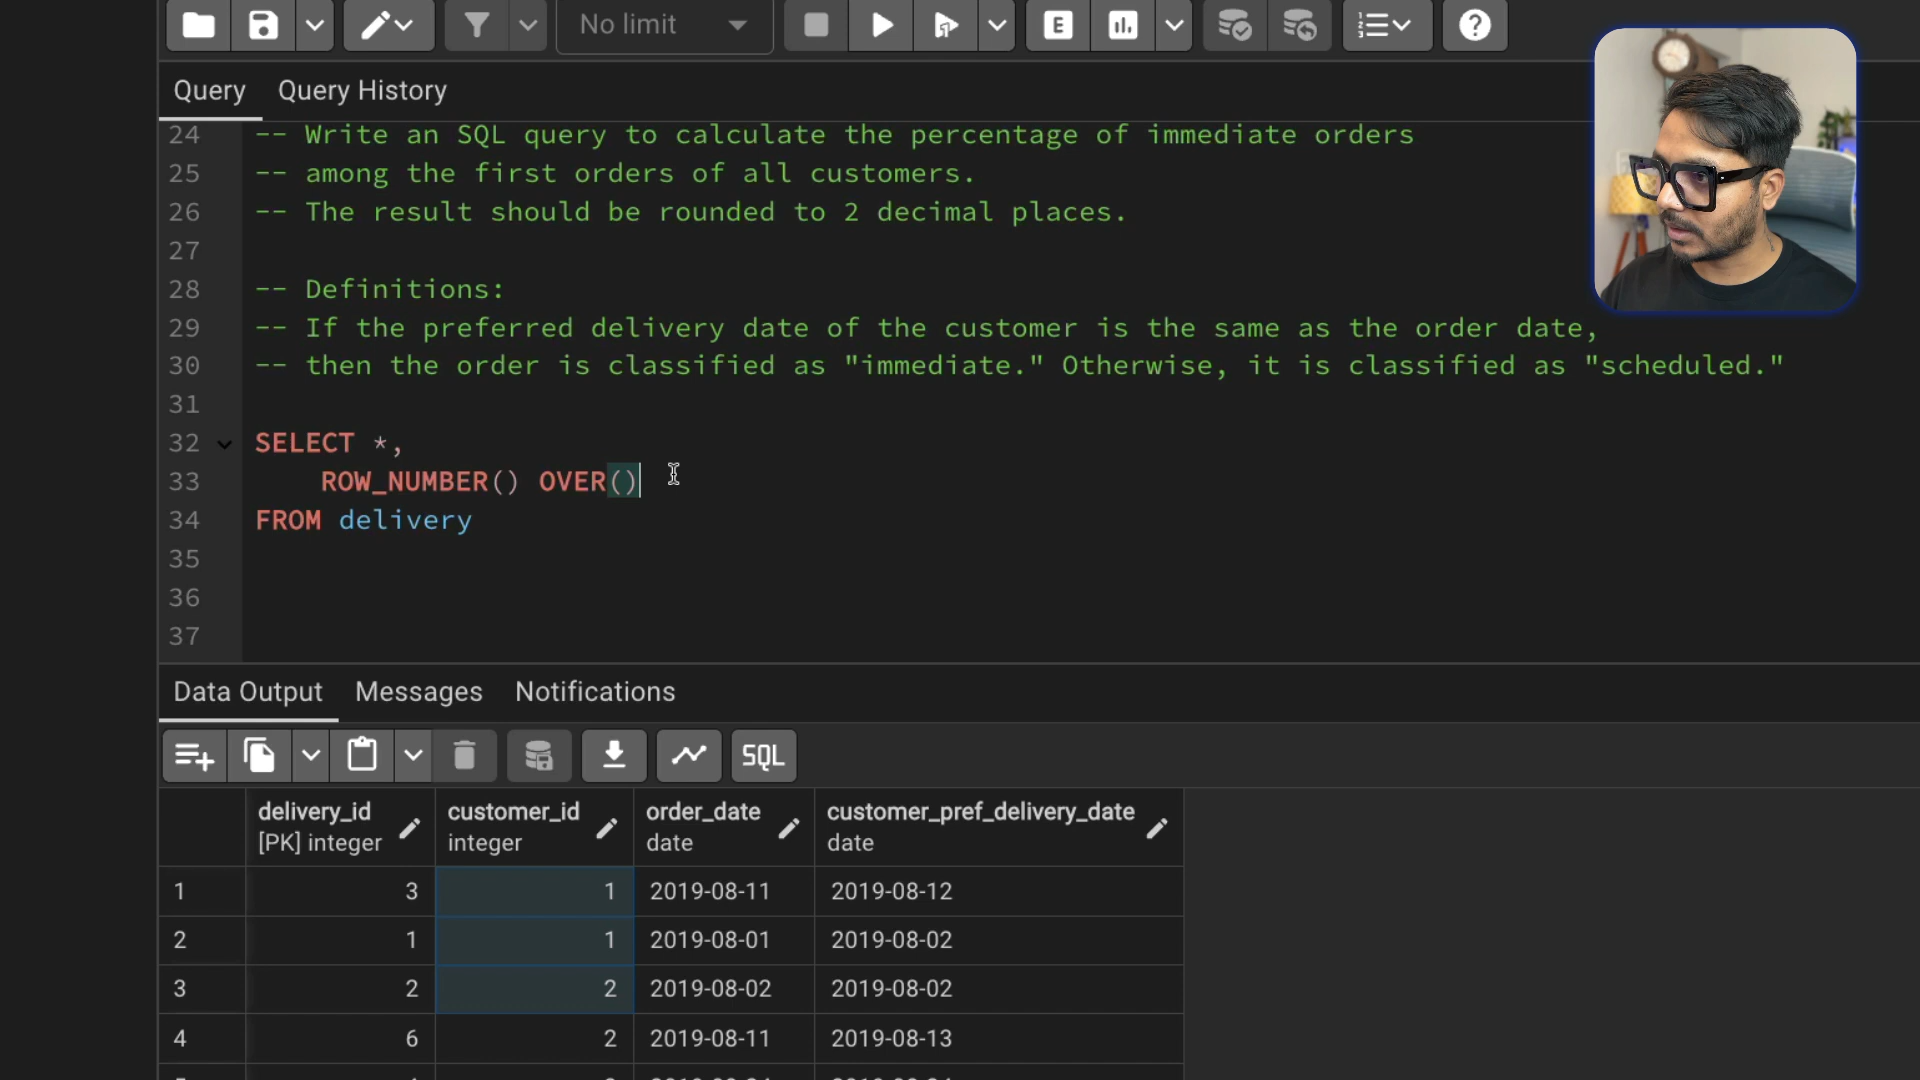 No limit
E
Query Query History
24 -- Write an SQL query to calculate the percentage of immediate orders
25 -- among the first orders of all customers.
26 -- The result should be rounded to 2 decimal places.
27
28 -- Definitions:
29 -- If the preferred delivery date of the customer is the same as the order date,
30 -- then the order is classified as "immediate." Otherwise, it is classified as "scheduled."
31
32 SELECT *,
33 ROW_NUMBER() OVER()
34 FROM delivery
35
36
37
Data Output Messages Notifications
SQL
delivery_id customer_id order_date customer_pref_delivery_date
[PK] integer integer date date
1 3 1 2019-08-11 2019-08-12
2 1 1 2019-08-01 2019-08-02
3 2 2 2019-08-02 2019-08-02
4 6 2 2019-08-11 2019-08-13